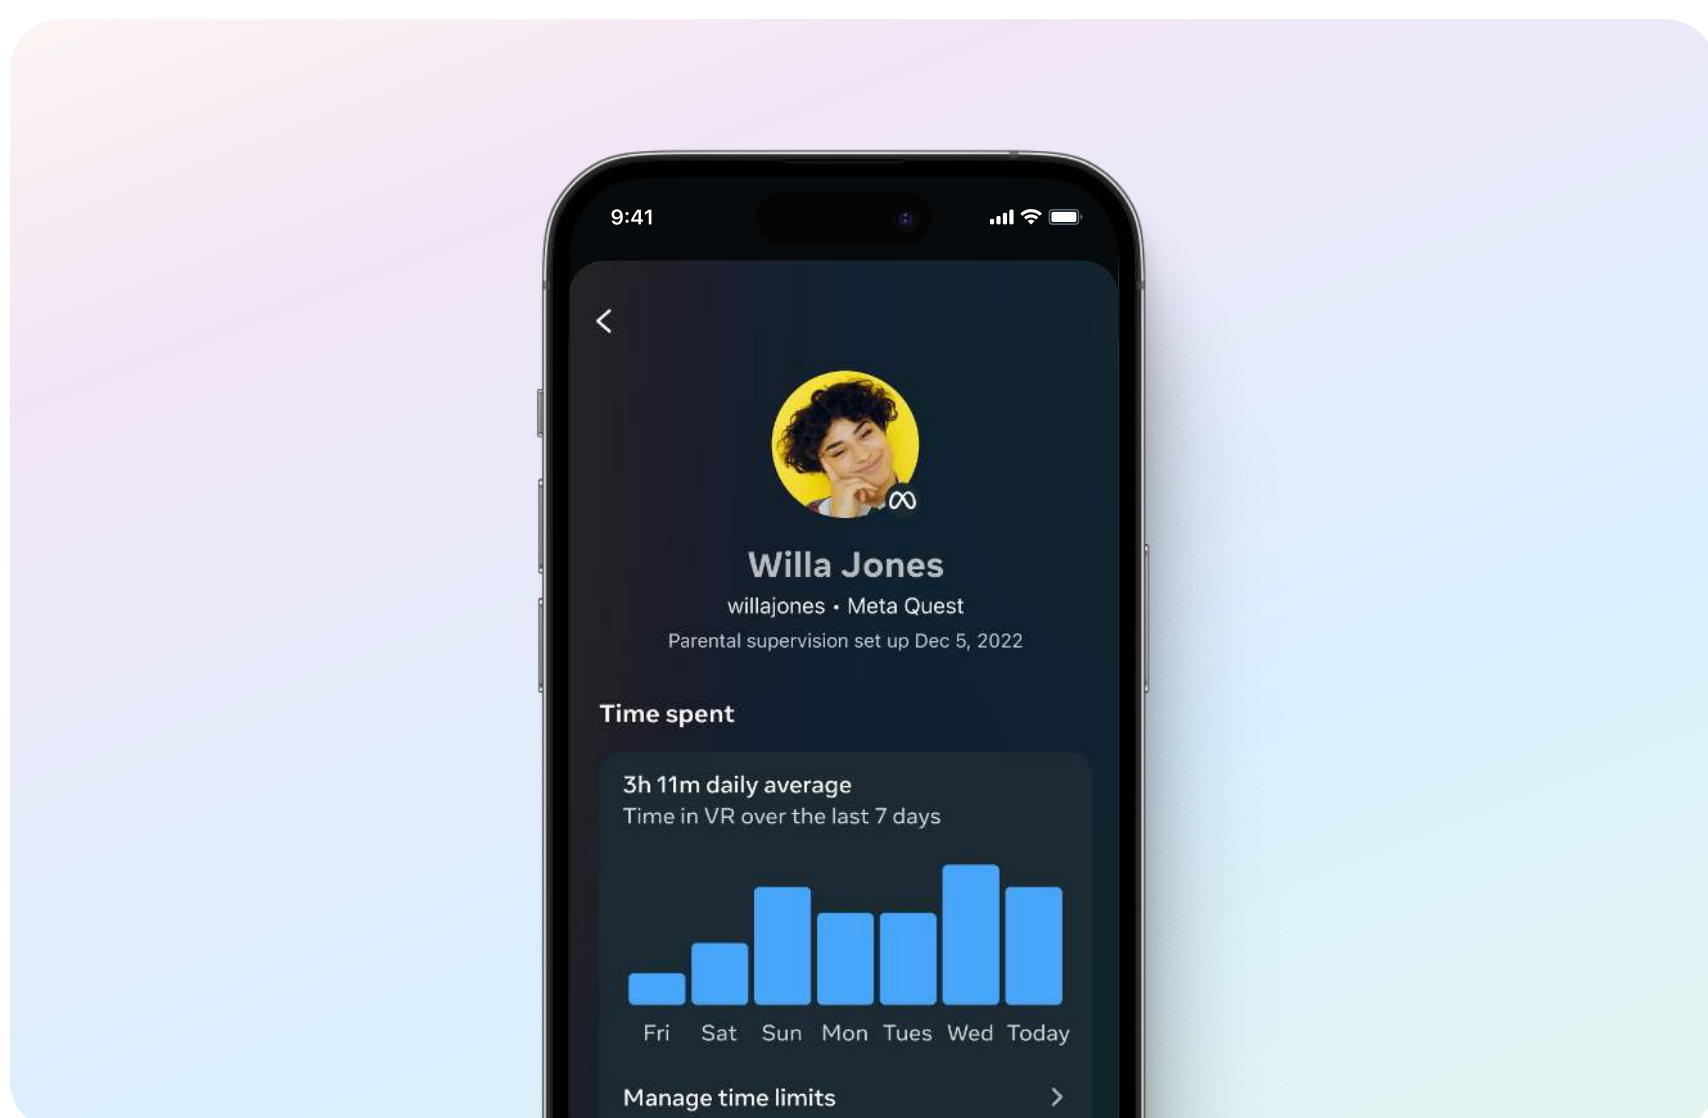 9:41
Willa Jones
willajones • Meta Quest
Parental supervision set up Dec 5, 2022
Time spent
3h 11m daily average
Time in VR over the last 7 days
Fri Sat Sun Mon Tues Wed Today
Manage time limits